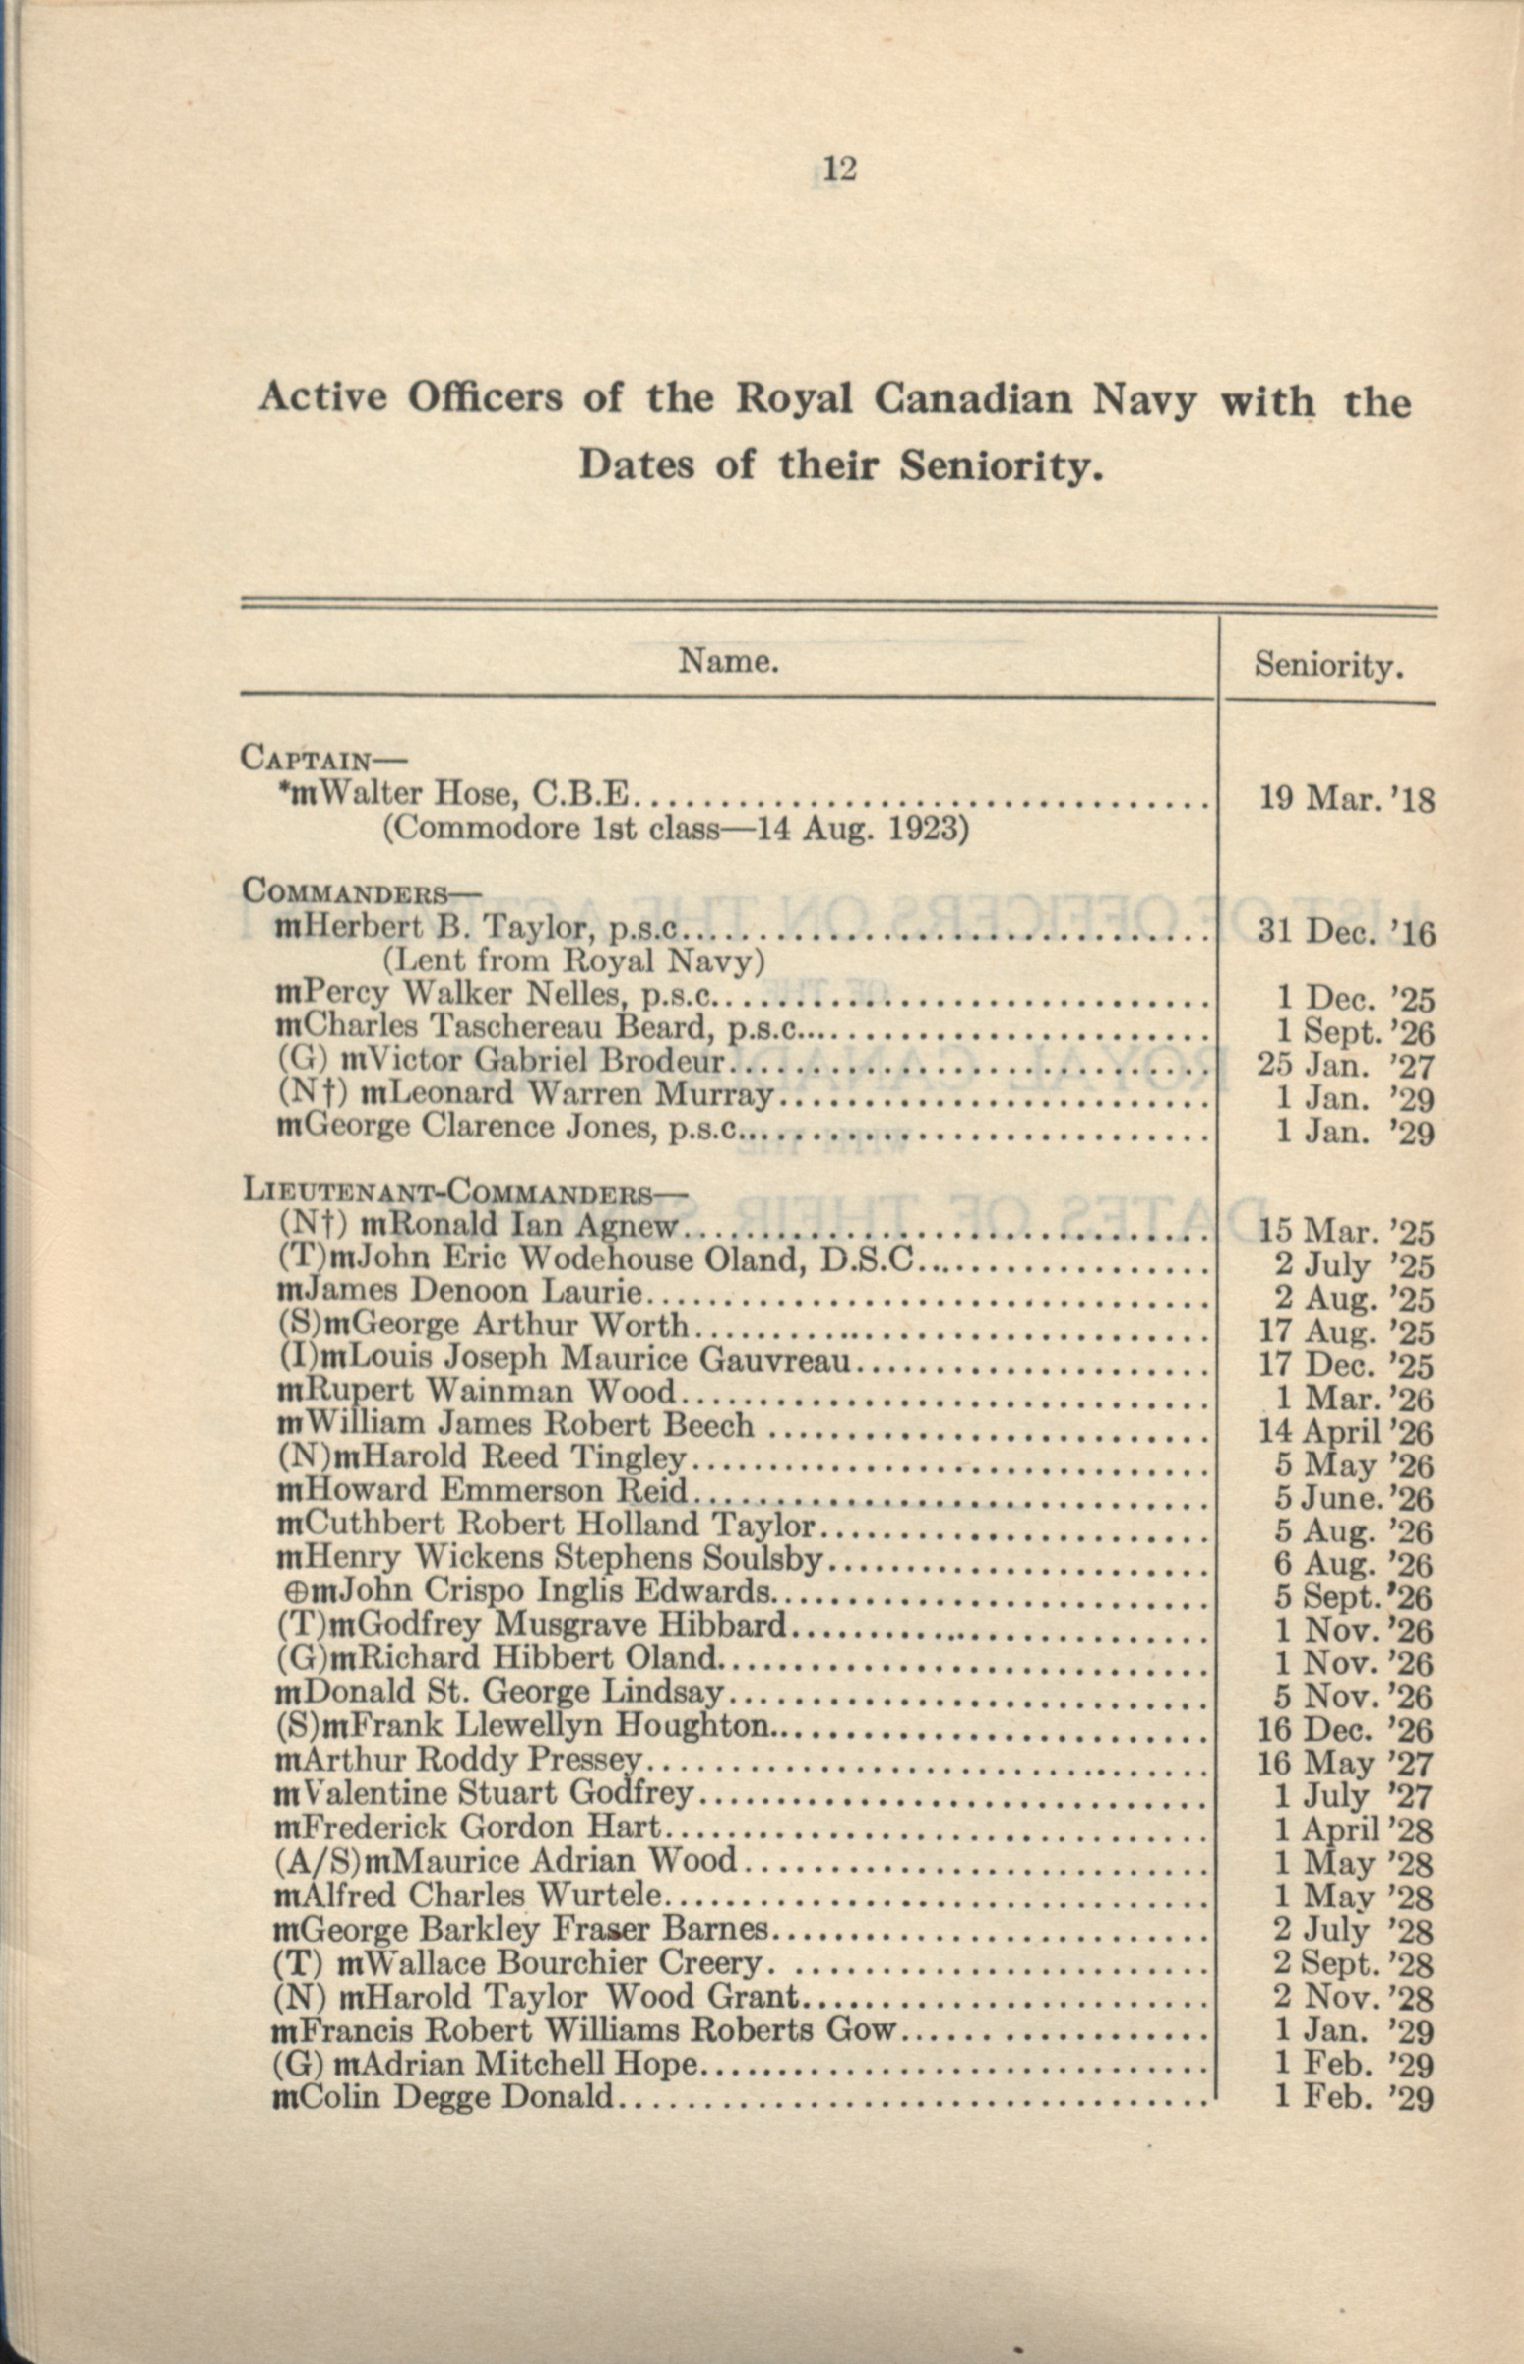 12
Active Officers of the Royal Canadian Navy with the
Dates of their Seniority.
Name. Seniority.
CAPTAIN—
*mWalter Hose, C.B.E. 19 Mar. '18
(Commodore 1st class—14 Aug. 1923)
COMMANDERS—
mHerbert B. Taylor, p.s.c. 31 Dec. '16
(Lent from Royal Navy)
mPercy Walker Nelles, p.s.c. 1 Dec. '25
mCharles Taschereau Beard, p.s.c. 1 Sept. '26
(G) mVictor Gabriel Brodeur 25 Jan. '27
(N†) mLeonard Warren Murray 1 Jan. '29
mGeorge Clarence Jones, p.s.c. 1 Jan. '29
LIEUTENANT-COMMANDERS—
(N†) mRonald Ian Agnew 15 Mar. '25
(T)mJohn Eric Wodehouse Oland, D.S.C. 2 July '25
mJames Denoon Laurie 2 Aug. '25
(S)mGeorge Arthur Worth 17 Aug. '25
(I)mLouis Joseph Maurice Gauvreau 17 Dec. '25
mRupert Wainman Wood 1 Mar. '26
mWilliam James Robert Beech 14 April '26
(N)mHarold Reed Tingley 5 May '26
mHoward Emmerson Reid 5 June. '26
mCuthbert Robert Holland Taylor 5 Aug. '26
mHenry Wickens Stephens Soulsby 6 Aug. '26
⊕mJohn Crispo Inglis Edwards 5 Sept. '26
(T)mGodfrey Musgrave Hibbard 1 Nov. '26
(G)mRichard Hibbert Oland 1 Nov. '26
mDonald St. George Lindsay 5 Nov. '26
(S)mFrank Llewellyn Houghton 16 Dec. '26
mArthur Roddy Pressey 16 May '27
mValentine Stuart Godfrey 1 July '27
mFrederick Gordon Hart 1 April '28
(A/S)mMaurice Adrian Wood 1 May '28
mAlfred Charles Wurtele 1 May '28
mGeorge Barkley Fraser Barnes 2 July '28
(T) mWallace Bourchier Creery 2 Sept. '28
(N) mHarold Taylor Wood Grant 2 Nov. '28
mFrancis Robert Williams Roberts Gow 1 Jan. '29
(G) mAdrian Mitchell Hope 1 Feb. '29
mColin Degge Donald 1 Feb. '29